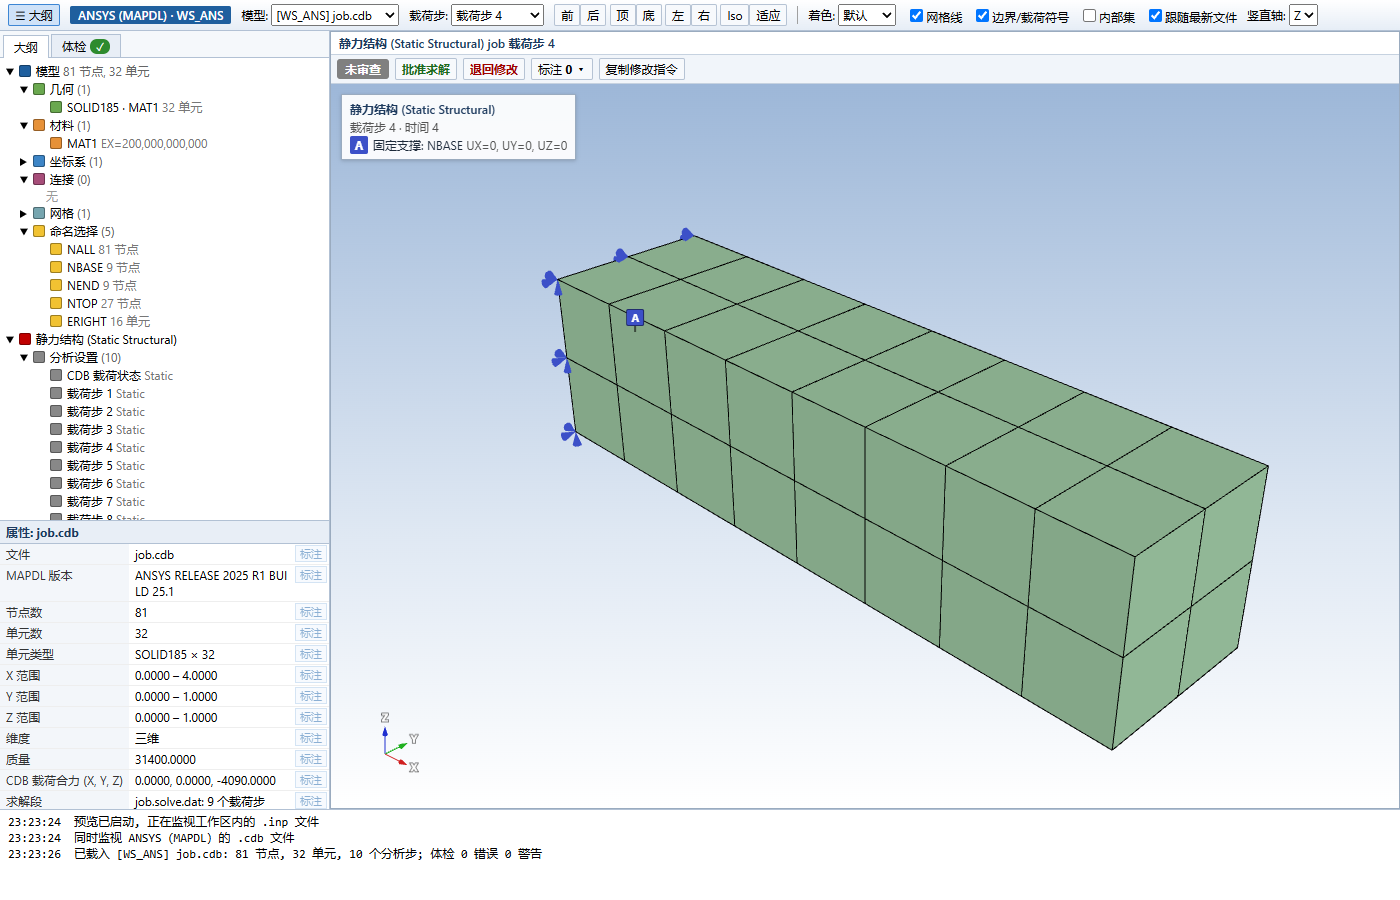 ☰ 大纲 ANSYS (MAPDL) · WS_ANS 模型: [WS_ANS] job.cdb 载荷步: 载荷步 4 前 后 顶 底 左 右 Iso 适应 着色: 默认 网格线 边界/载荷符号 内部集 跟随最新文件 竖直轴: Z
大纲 体检 ✓
模型 81 节点, 32 单元
几何 (1)
SOLID185 · MAT1 32 单元
材料 (1)
MAT1 EX=200,000,000,000
坐标系 (1)
连接 (0)
无
网格 (1)
命名选择 (5)
NALL 81 节点
NBASE 9 节点
NEND 9 节点
NTOP 27 节点
ERIGHT 16 单元
静力结构 (Static Structural)
分析设置 (10)
CDB 载荷状态 Static
载荷步 1 Static
载荷步 2 Static
载荷步 3 Static
载荷步 4 Static
载荷步 5 Static
载荷步 6 Static
载荷步 7 Static
载荷步 8 Static
属性: job.cdb
文件 job.cdb 标注
MAPDL 版本 ANSYS RELEASE 2025 R1 BUI 标注
LD 25.1
节点数 81 标注
单元数 32 标注
单元类型 SOLID185 × 32 标注
X 范围 0.0000 – 4.0000 标注
Y 范围 0.0000 – 1.0000 标注
Z 范围 0.0000 – 1.0000 标注
维度 三维 标注
质量 31400.0000 标注
CDB 载荷合力 (X, Y, Z) 0.0000, 0.0000, -4090.0000 标注
求解段 job.solve.dat: 9 个载荷步 标注
静力结构 (Static Structural) job 载荷步 4
未审查 批准求解 退回修改 标注 0 复制修改指令
静力结构 (Static Structural)
载荷步 4 · 时间 4
A 固定支撑: NBASE UX=0, UY=0, UZ=0
A
Z
Y
X
23:23:24 预览已启动, 正在监视工作区内的 .inp 文件
23:23:24 同时监视 ANSYS (MAPDL) 的 .cdb 文件
23:23:26 已载入 [WS_ANS] job.cdb: 81 节点, 32 单元, 10 个分析步; 体检 0 错误 0 警告